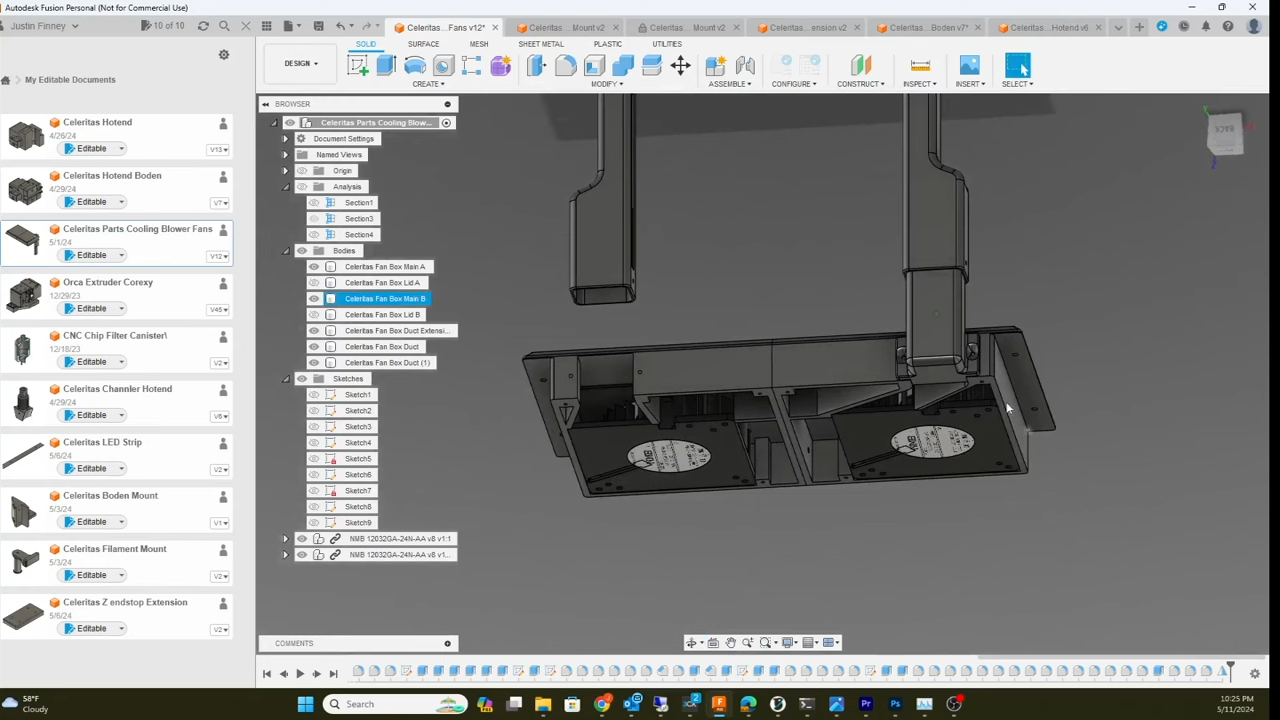 Autodesk Fusion Personal (Not for Commercial Use)
Justin Finney
10 of 10
Celeritas...Fans v12*
Celeritas... Mount v2
Celeritas... Mount v2
Celeritas...ension v2
Celeritas... Boden v7*
Celeritas...Hotend v6
SOLID
SURFACE
MESH
SHEET METAL
PLASTIC
UTILITIES
DESIGN
CREATE
MODIFY
ASSEMBLE
CONFIGURE
CONSTRUCT
INSPECT
INSERT
SELECT
My Editable Documents
Celeritas Hotend
4/26/24
Editable
V13
Celeritas Hotend Boden
4/29/24
Editable
V7
Celeritas Parts Cooling Blower Fans
5/1/24
Editable
V12
Orca Extruder Corexy
12/29/23
Editable
V45
CNC Chip Filter Canister\
12/18/23
Editable
V2
Celeritas Channler Hotend
4/29/24
Editable
V6
Celeritas LED Strip
5/6/24
Editable
V2
Celeritas Boden Mount
5/3/24
Editable
V1
Celeritas Filament Mount
5/3/24
Editable
V2
Celeritas Z endstop Extension
5/6/24
Editable
V2
BROWSER
Celeritas Parts Cooling Blow...
Document Settings
Named Views
Origin
Analysis
Section1
Section3
Section4
Bodies
Celeritas Fan Box Main A
Celeritas Fan Box Lid A
Celeritas Fan Box Main B
Celeritas Fan Box Lid B
Celeritas Fan Box Duct Extensi...
Celeritas Fan Box Duct
Celeritas Fan Box Duct (1)
Sketches
Sketch1
Sketch2
Sketch3
Sketch4
Sketch5
Sketch6
Sketch7
Sketch8
Sketch9
NMB 12032GA-24N-AA v8 v1:1
NMB 12032GA-24N-AA v8 v1...
BACK
COMMENTS
58°F
Cloudy
Search
10:25 PM
5/11/2024